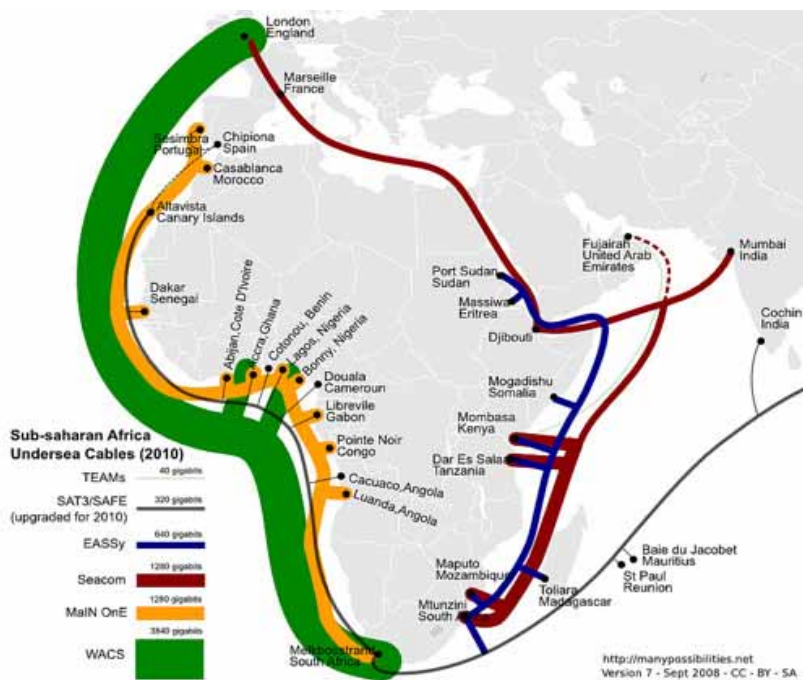 London
England
Marseille
France
Sesimbra
Portugal
Chipiona
Spain
Casablanca
Morocco
Altavista
Canary Islands
Dakar
Senegal
Abijan,Cote D'Ivoire
Accra,Ghana
Cotonou, Benin
Lagos, Nigeria
Bonny, Nigeria
Douala
Cameroun
Libreville
Gabon
Pointe Noir
Congo
Cacuaco,Angola
Luanda,Angola
Melkbosstrand
South Africa
Port Sudan
Sudan
Massiwa
Eritrea
Djibouti
Fujairah
United Arab
Emirates
Mumbai
India
Cochin
India
Mogadishu
Somalia
Mombasa
Kenya
Dar Es Salaa
Tanzania
Maputo
Mozambique
Mtunzini
South A
Toliara
Madagascar
Baie du Jacobet
Mauritius
St Paul
Reunion
Sub-saharan Africa
Undersea Cables (2010)
TEAMs
40 gigabits
SAT3/SAFE
(upgraded for 2010)
320 gigabits
EASSy
640 gigabits
Seacom
1280 gigabits
MaIN OnE
1280 gigabits
WACS
3840 gigabits
http://manypossibilities.net
Version 7 - Sept 2008 - CC - BY - SA